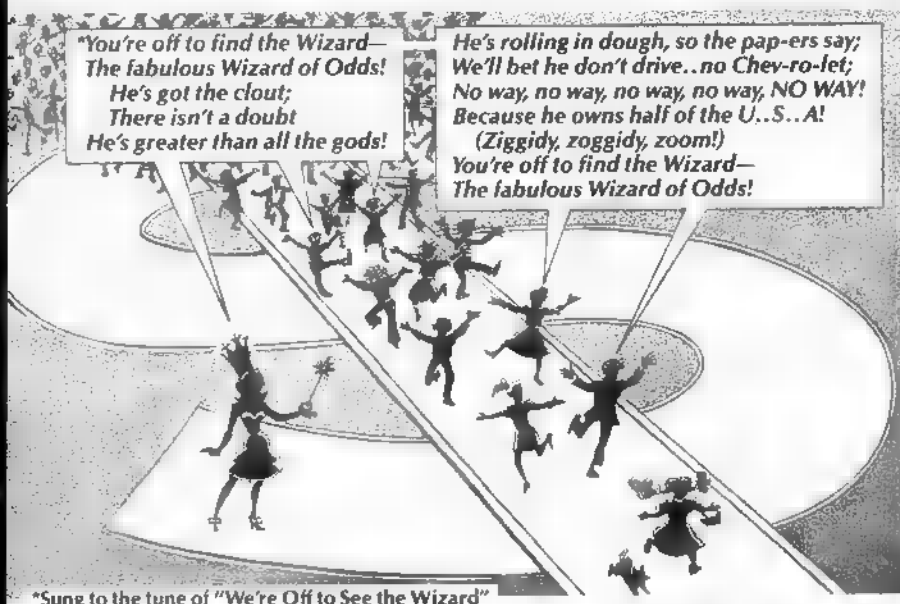 *You're off to find the Wizard—
The fabulous Wizard of Odds!
He's got the clout;
There isn't a doubt
He's greater than all the gods!
He's rolling in dough, so the pap-ers say;
We'll bet he don't drive..no Chev-ro-let;
No way, no way, no way, no way, NO WAY!
Because he owns half of the U..S..A!
(Ziggidy, zoggidy, zoom!)
You're off to find the Wizard—
The fabulous Wizard of Odds!
*Sung to the tune of "We're Off to See the Wizard"